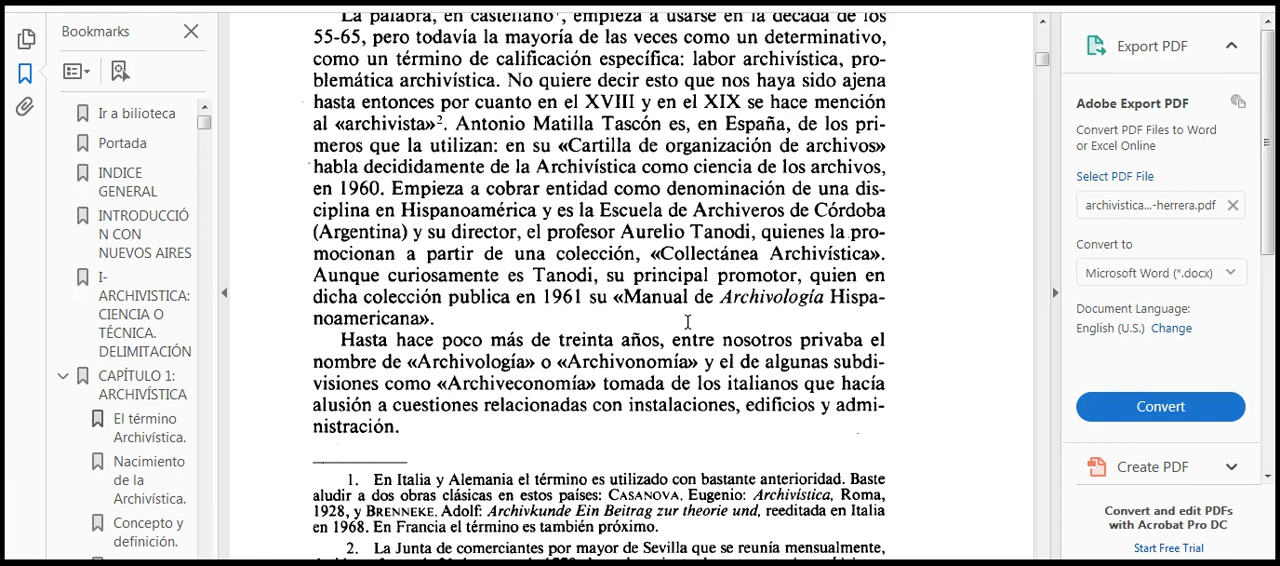 Bookmarks
Ir a bilioteca
Portada
INDICE
GENERAL
INTRODUCCIÓ
N CON
NUEVOS AIRES
I-
ARCHIVISTICA:
CIENCIA O
TÉCNICA.
DELIMITACIÓN
CAPÍTULO 1:
ARCHIVÍSTICA
El término
Archivística.
Nacimiento
de la
Archivística.
Concepto y
definición.
La palabra, en castellano¹, empieza a usarse en la década de los
55-65, pero todavía la mayoría de las veces como un determinativo,
como un término de calificación específica: labor archivística, pro-
blemática archivística. No quiere decir esto que nos haya sido ajena
hasta entonces por cuanto en el XVIII y en el XIX se hace mención
al «archivista»². Antonio Matilla Tascón es, en España, de los pri-
meros que la utilizan: en su «Cartilla de organización de archivos»
habla decididamente de la Archivística como ciencia de los archivos,
en 1960. Empieza a cobrar entidad como denominación de una dis-
ciplina en Hispanoamérica y es la Escuela de Archiveros de Córdoba
(Argentina) y su director, el profesor Aurelio Tanodi, quienes la pro-
mocionan a partir de una colección, «Collectánea Archivística».
Aunque curiosamente es Tanodi, su principal promotor, quien en
dicha colección publica en 1961 su «Manual de Archivología Hispa-
noamericana».
Hasta hace poco más de treinta años, entre nosotros privaba el
nombre de «Archivología» o «Archivonomía» y el de algunas subdi-
visiones como «Archiveconomía» tomada de los italianos que hacía
alusión a cuestiones relacionadas con instalaciones, edificios y admi-
nistración.
1. En Italia y Alemania el término es utilizado con bastante anterioridad. Baste
aludir a dos obras clásicas en estos países: CASANOVA, Eugenio: Archivística, Roma,
1928, y BRENNEKE. Adolf: Archivkunde Ein Beitrag zur theorie und, reeditada en Italia
en 1968. En Francia el término es también próximo.
2. La Junta de comerciantes por mayor de Sevilla que se reunía mensualmente,
Export PDF
Adobe Export PDF
Convert PDF Files to Word
or Excel Online
Select PDF File
archivistica...-herrera.pdf
Convert to
Microsoft Word (*.docx)
Document Language:
English (U.S.) Change
Convert
Create PDF
Convert and edit PDFs
with Acrobat Pro DC
Start Free Trial